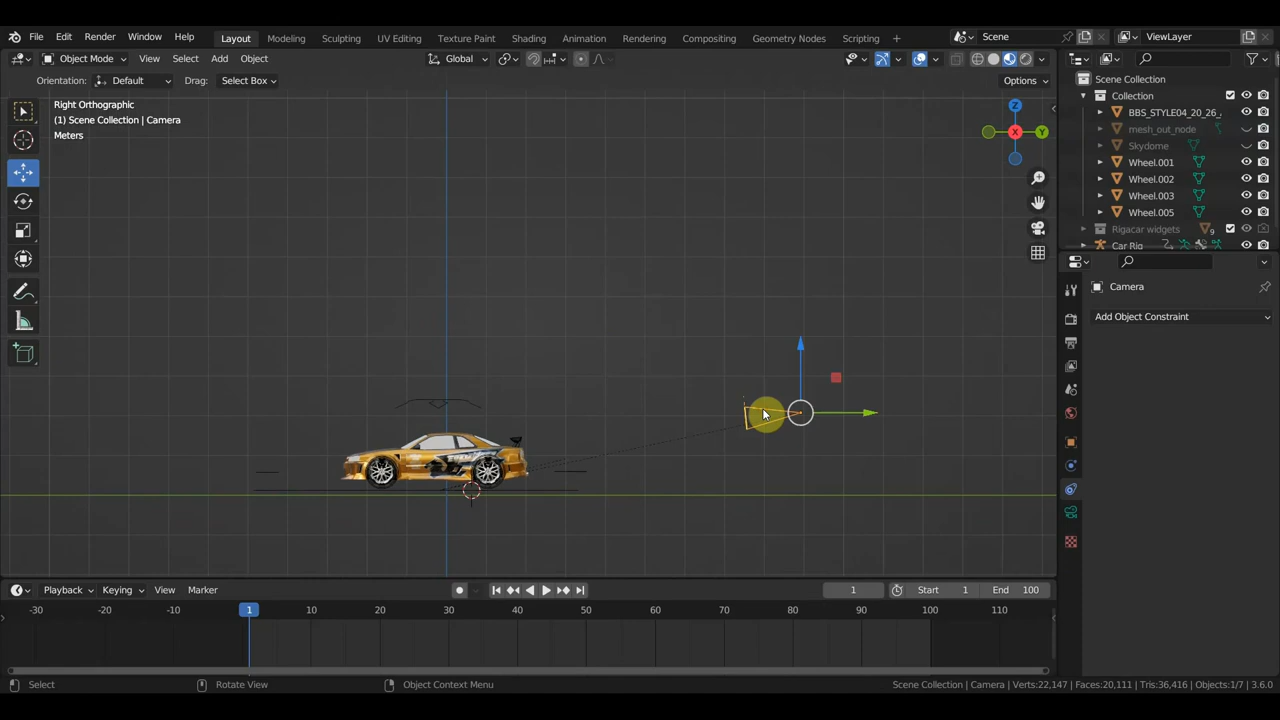 File Edit Render Window Help Layout Modeling Sculpting UV Editing Texture Paint Shading Animation Rendering Compositing Geometry Nodes Scripting + Scene ViewLayer
Object Mode View Select Add Object Global
Orientation: Default Drag: Select Box Options
Right Orthographic
(1) Scene Collection | Camera
Meters
Z
X
Y
Scene Collection
Collection
BBS_STYLE04_20_26_
mesh_out_node
Skydome
Wheel.001
Wheel.002
Wheel.003
Wheel.005
Rigacar widgets 9
Car Rig
Camera
Add Object Constraint
Playback Keying View Marker 1 Start 1 End 100
-30 -20 -10 1 10 20 30 40 50 60 70 80 90 100 110
Select Rotate View Object Context Menu Scene Collection | Camera | Verts:22,147 | Faces:20,111 | Tris:36,416 | Objects:1/7 | 3.6.0